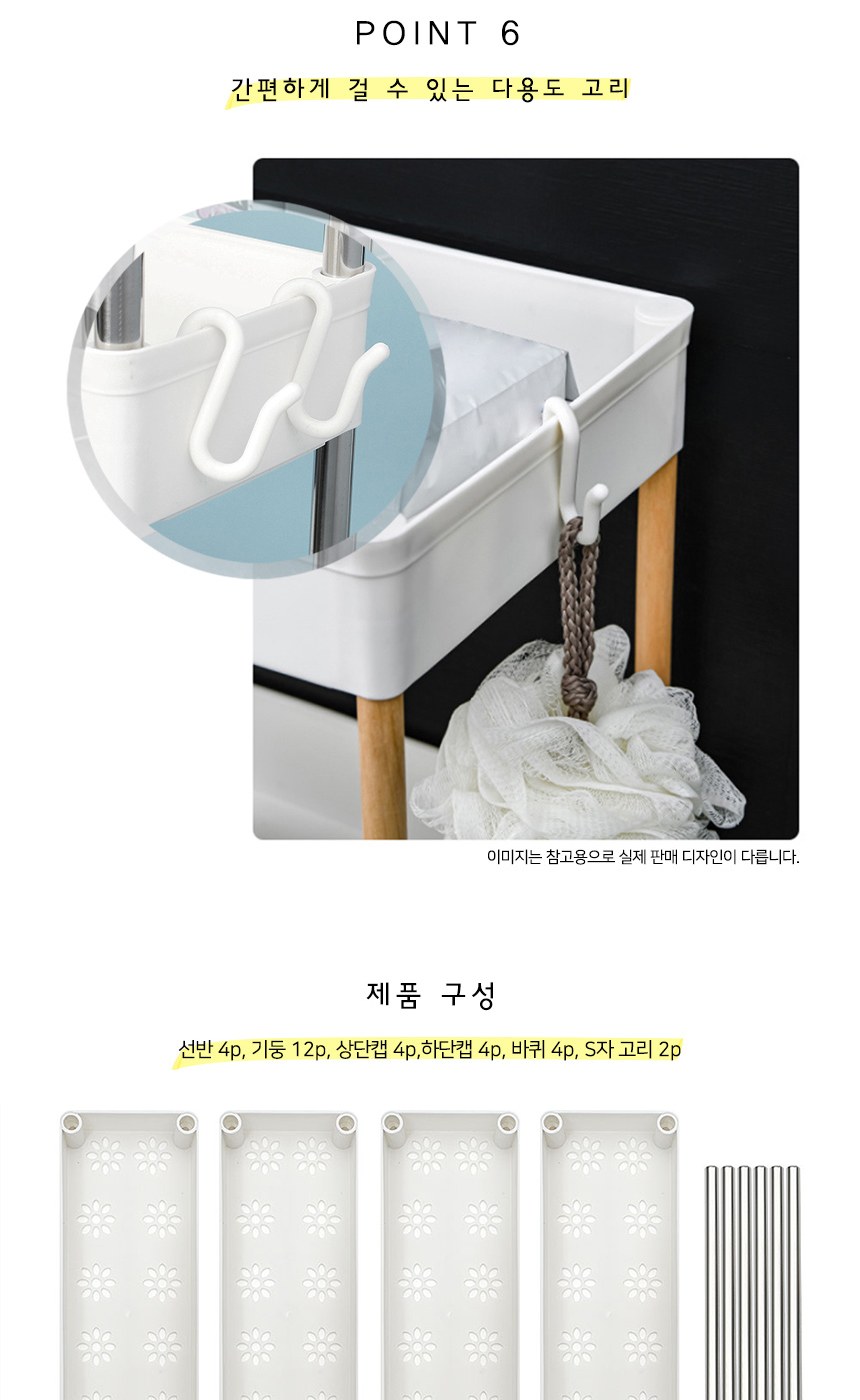 POINT 6
간편하게 걸 수 있는 다용도 고리
이미지는 참고용으로 실제 판매 디자인이 다릅니다.
제품 구성
선반 4p, 기둥 12p, 상단캡 4p,하단캡 4p, 바퀴 4p, S자 고리 2p